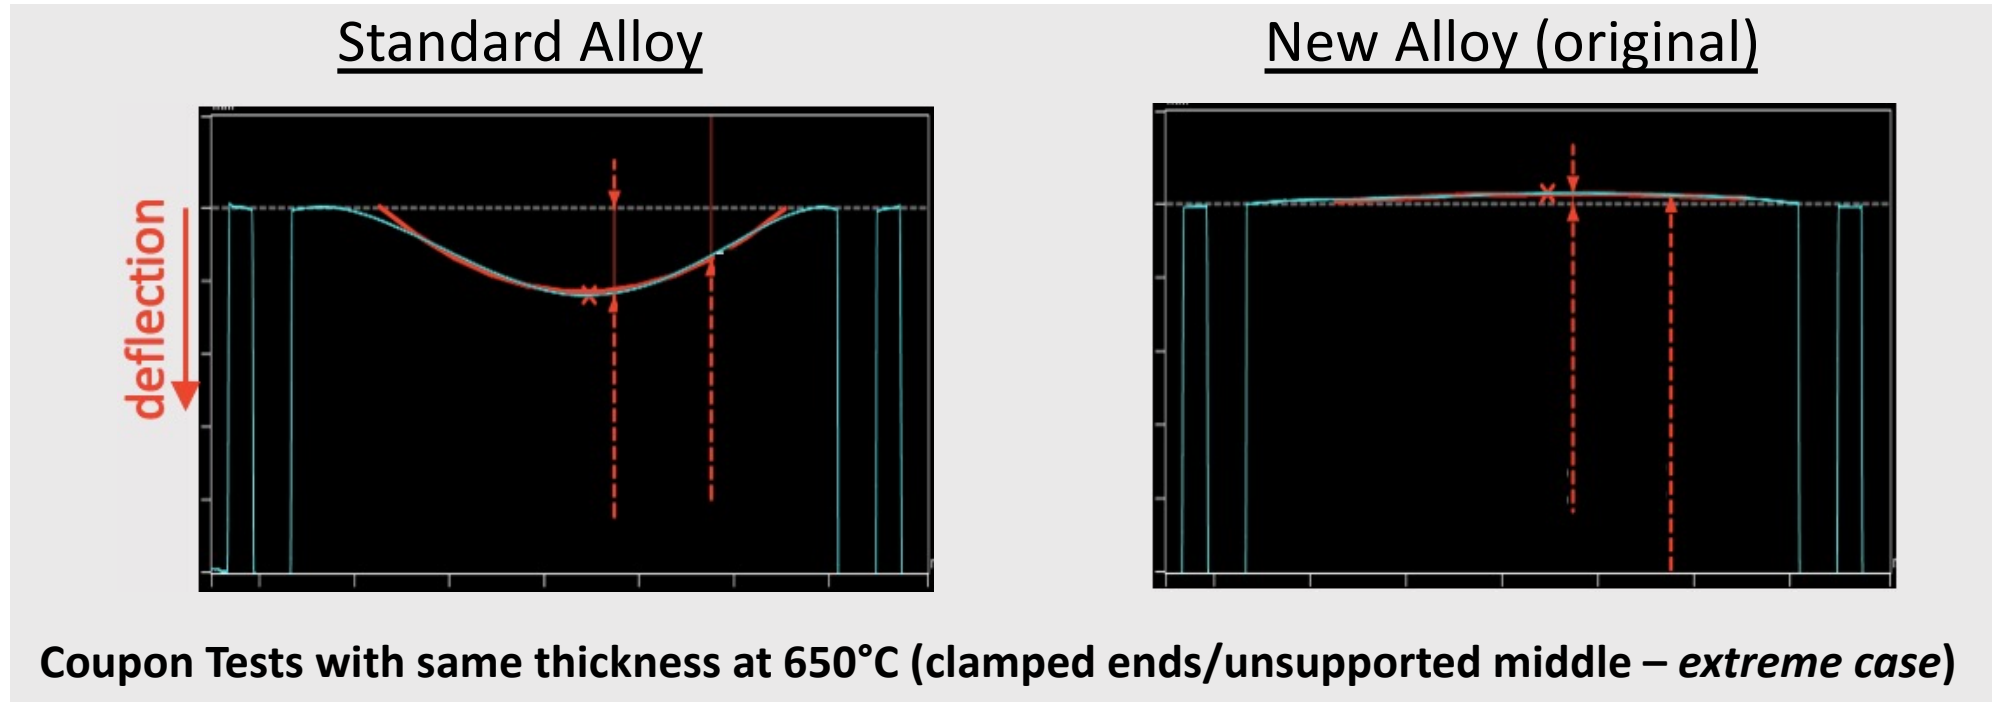 Standard Alloy
New Alloy (original)
deflection
Coupon Tests with same thickness at 650°C (clamped ends/unsupported middle – extreme case)